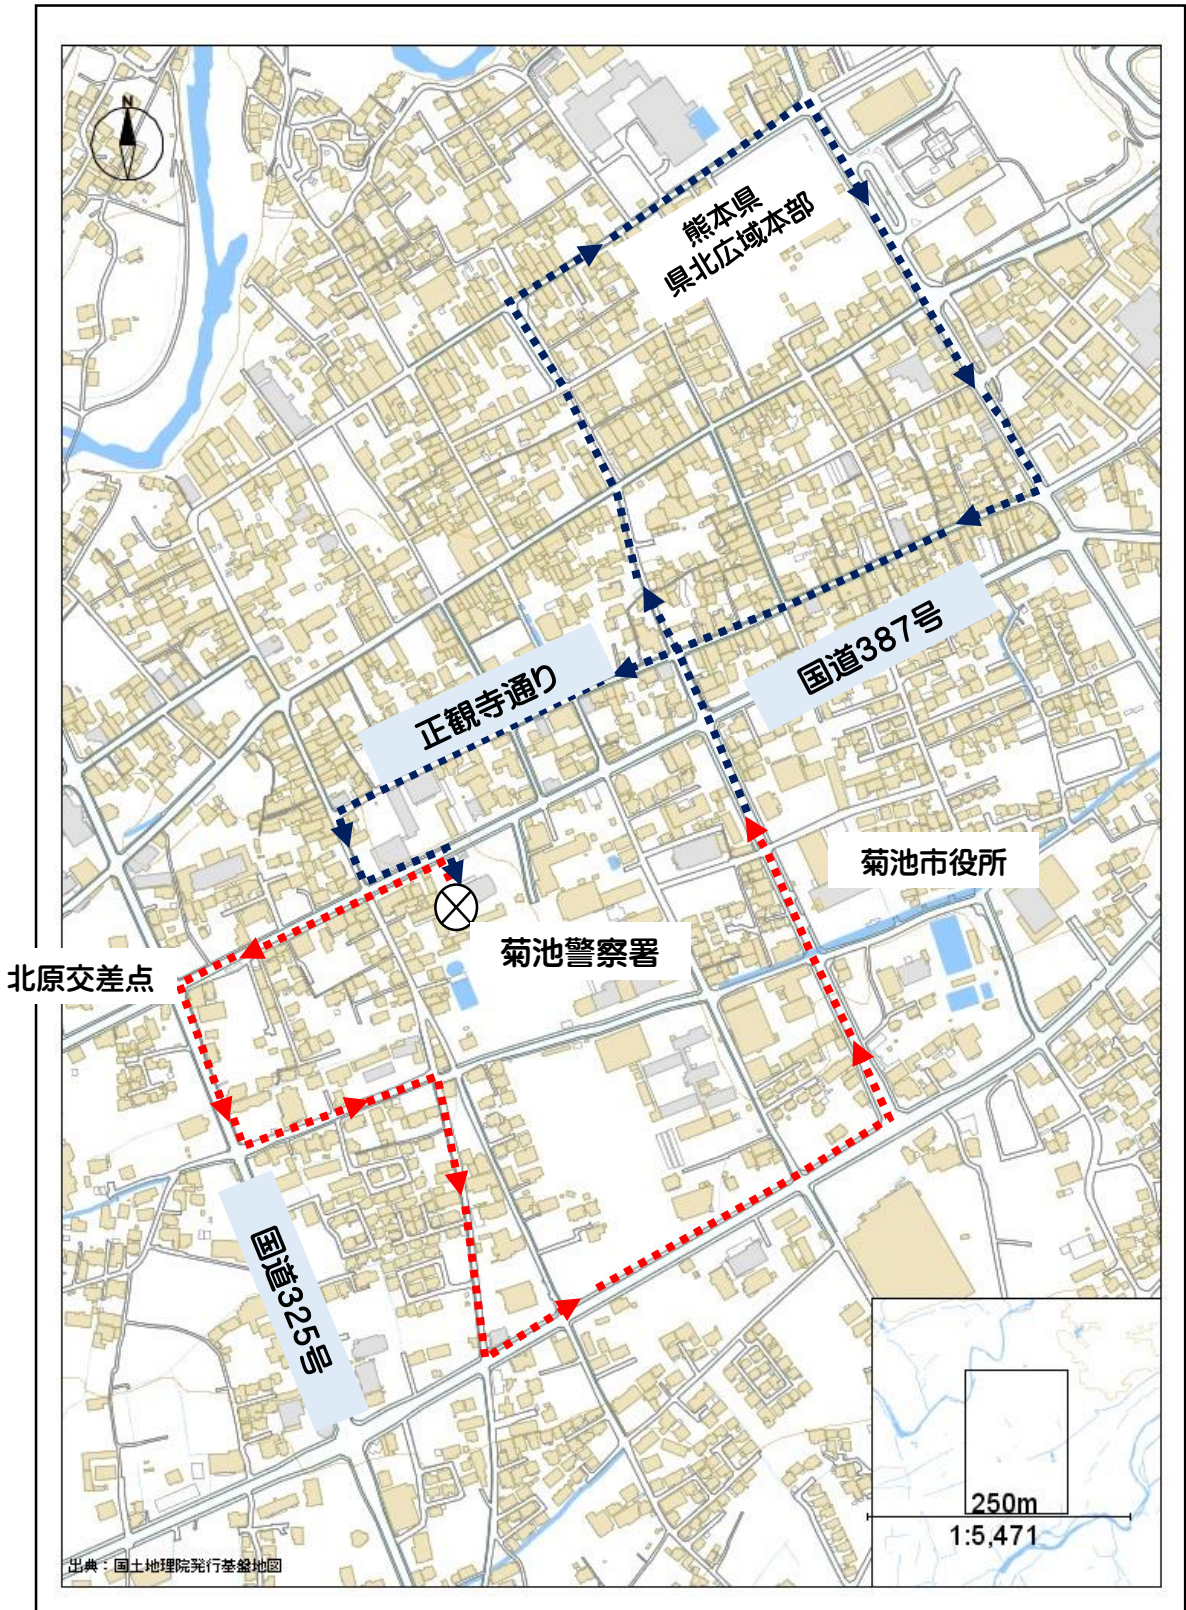 N
熊本県
県北広域本部
国道387号
正観寺通り
菊池市役所
菊池警察署
北原交差点
国道325号
250m
1:5,471
出典：国土地理院発行基盤地図